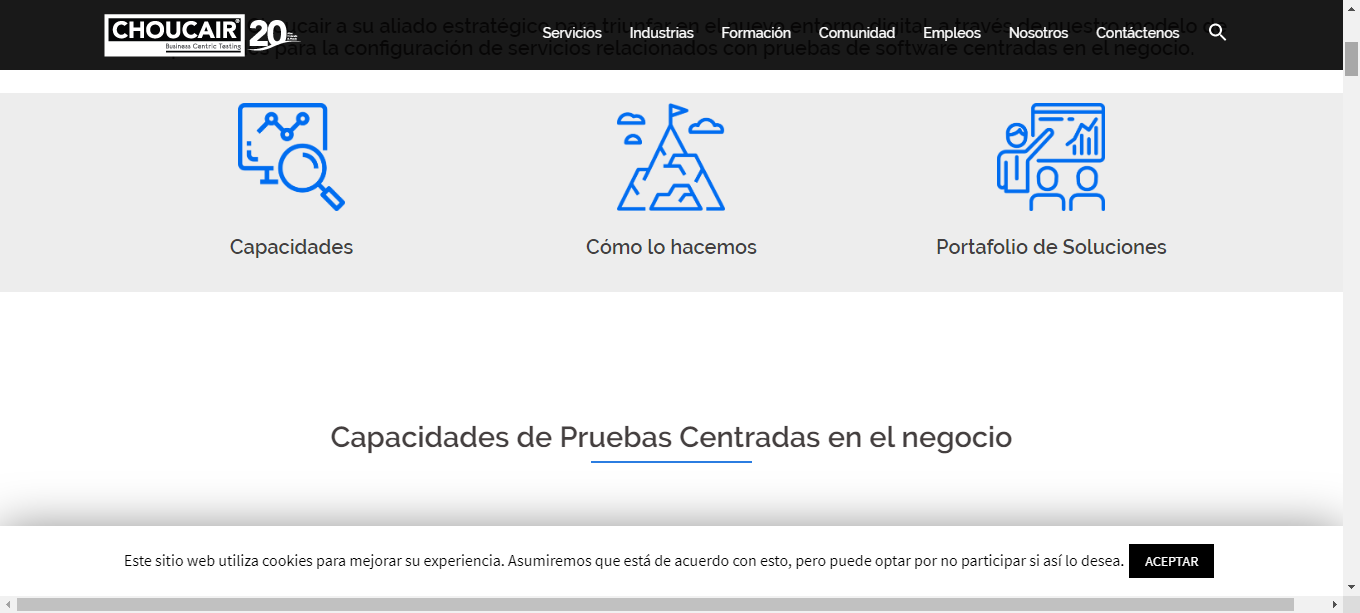 CHOUCAIR
Business Centric Testing
20
Servicios Industrias Formación Comunidad Empleos Nosotros Contáctenos
ucair a su aliado estratégico para triunfar en el nuevo entorno digital, a través de nuestro modelo de
para la configuración de servicios relacionados con pruebas de software centradas en el negocio.
Capacidades Cómo lo hacemos Portafolio de Soluciones
Capacidades de Pruebas Centradas en el negocio
Este sitio web utiliza cookies para mejorar su experiencia. Asumiremos que está de acuerdo con esto, pero puede optar por no participar si así lo desea. ACEPTAR